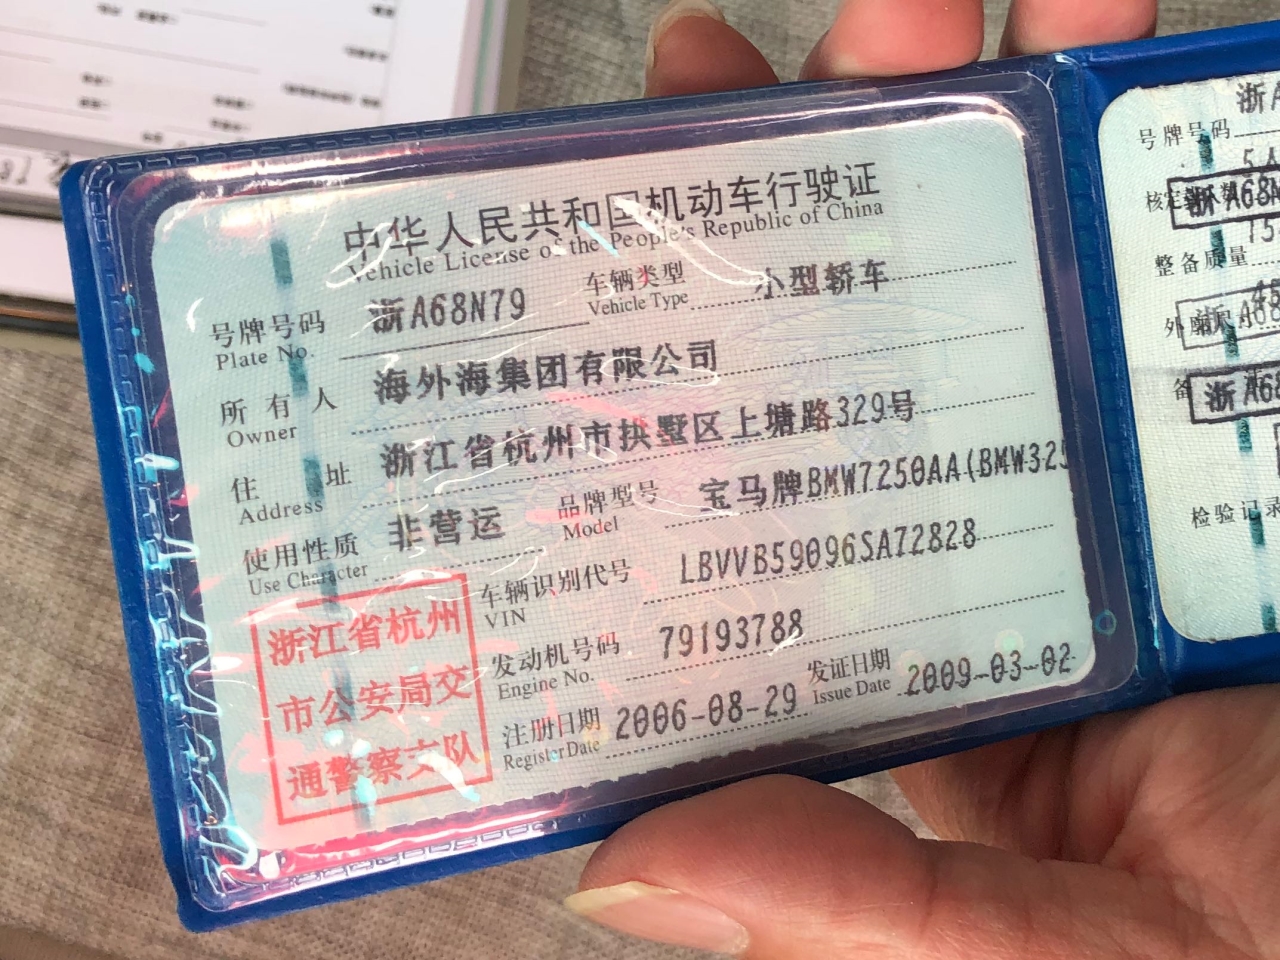 中华人民共和国机动车行驶证
Vehicle License of the People's Republic of China
号牌号码 浙A68N79 车辆类型 小型轿车
Plate No. Vehicle Type
所有人 海外海集团有限公司
Owner
住址 浙江省杭州市拱墅区上塘路329号
Address
使用性质 非营运 品牌型号 宝马牌BMW7250AA(BMW325
Use Character Model
车辆识别代号 LBVVB59096SA72828
VIN
发动机号码 79193788
Engine No.
注册日期 2006-08-29 发证日期 2009-03-02
Register Date Issue Date
浙江省杭州
市公安局交
通警察支队
号牌号码 浙A
整备质量
浙A68
检验记录